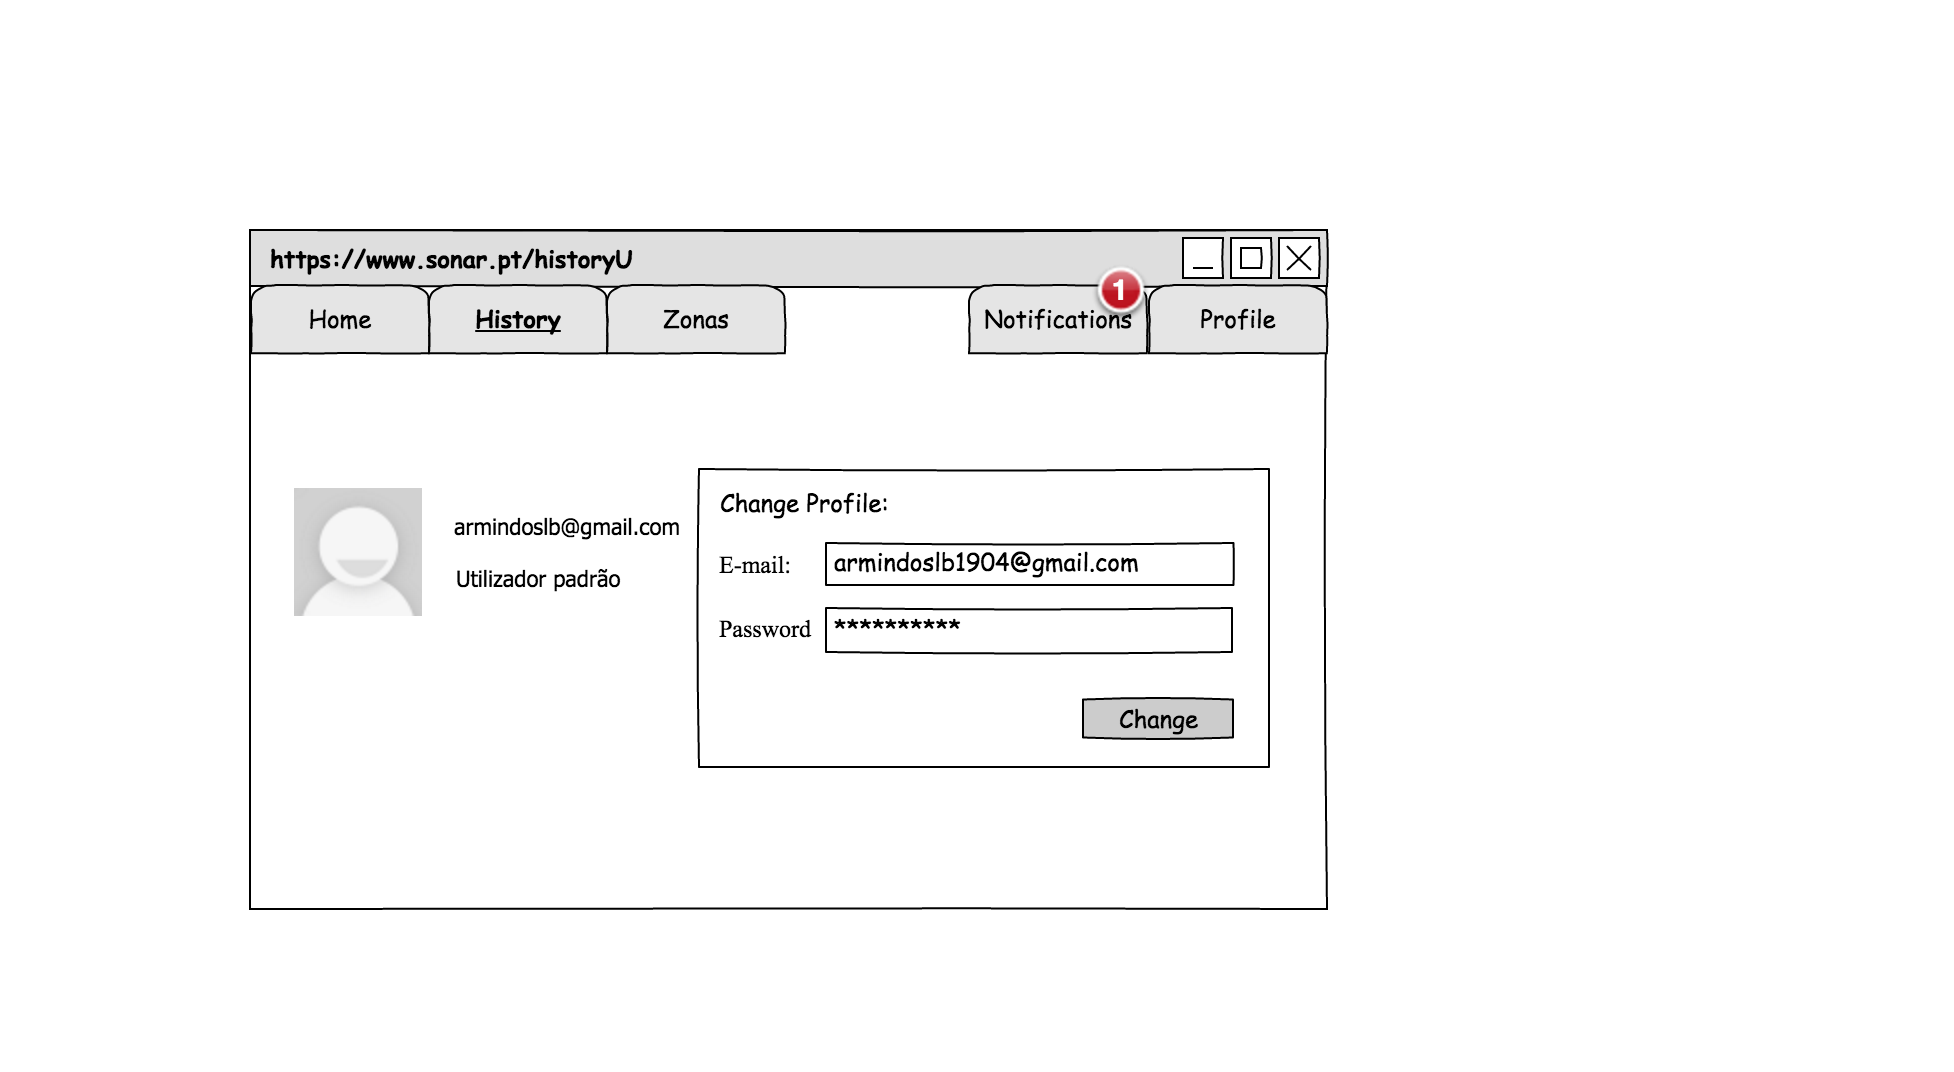 https://www.sonar.pt/historyU
1
Home History Zonas Notifications Profile
Change Profile:
armindoslb@gmail.com
E-mail: armindoslb1904@gmail.com
Utilizador padrão
Password **********
Change